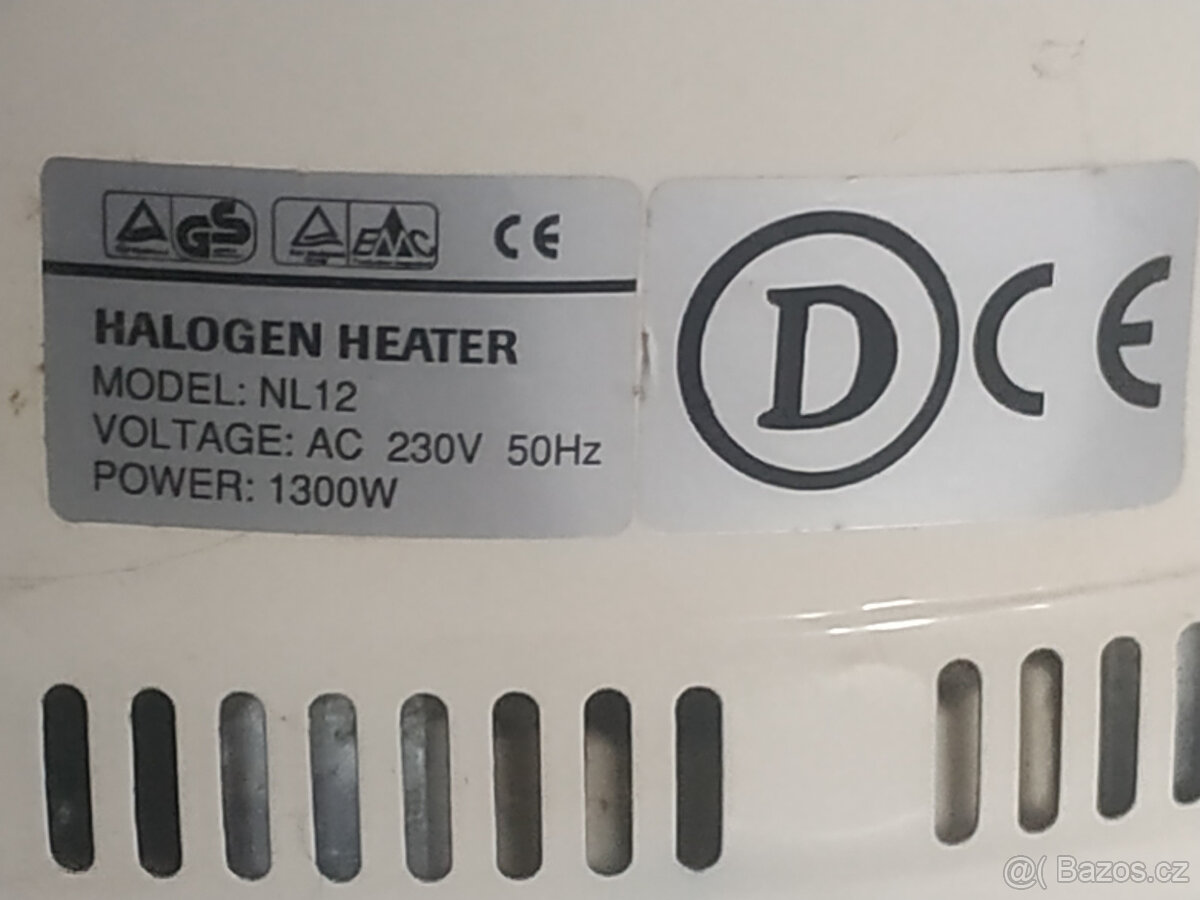 GS
EMC
CE
HALOGEN HEATER
MODEL: NL12
VOLTAGE: AC 230V 50Hz
POWER: 1300W
D CE
@( Bazos.cz